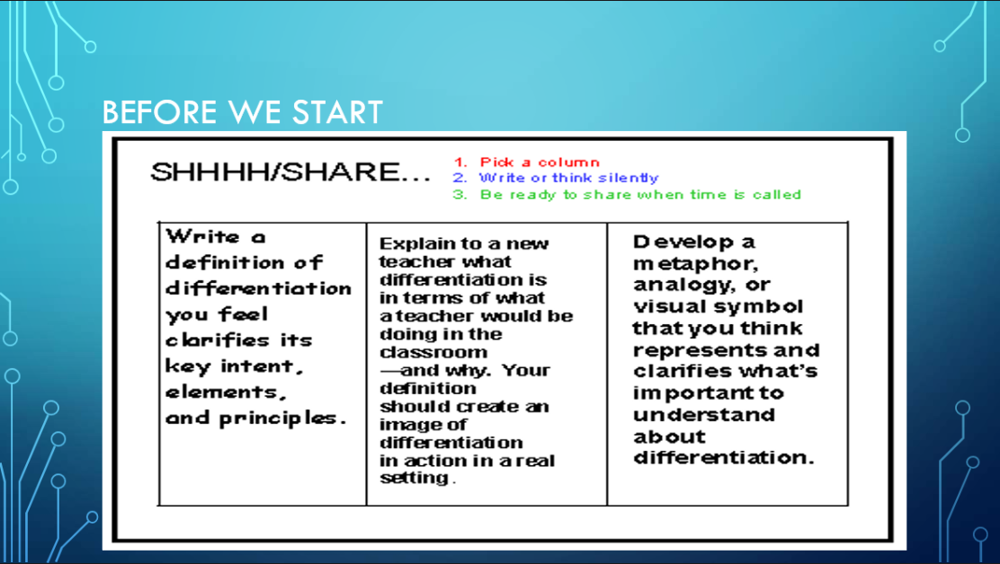 BEFORE WE START
SHHHH/SHARE...
1. Pick a column
2. Write or think silently
3. Be ready to share when time is called
Write a
definition of
differentiation
you feel
clarifies its
key intent,
elements,
and principles.
Explain to a new
teacher what
differentiation is
in terms of what
a teacher would be
doing in the
classroom
—and why. Your
definition
should create an
image of
differentiation
in action in a real
setting.
Develop a
metaphor,
analogy, or
visual symbol
that you think
represents and
clarifies what's
important to
understand
about
differentiation.